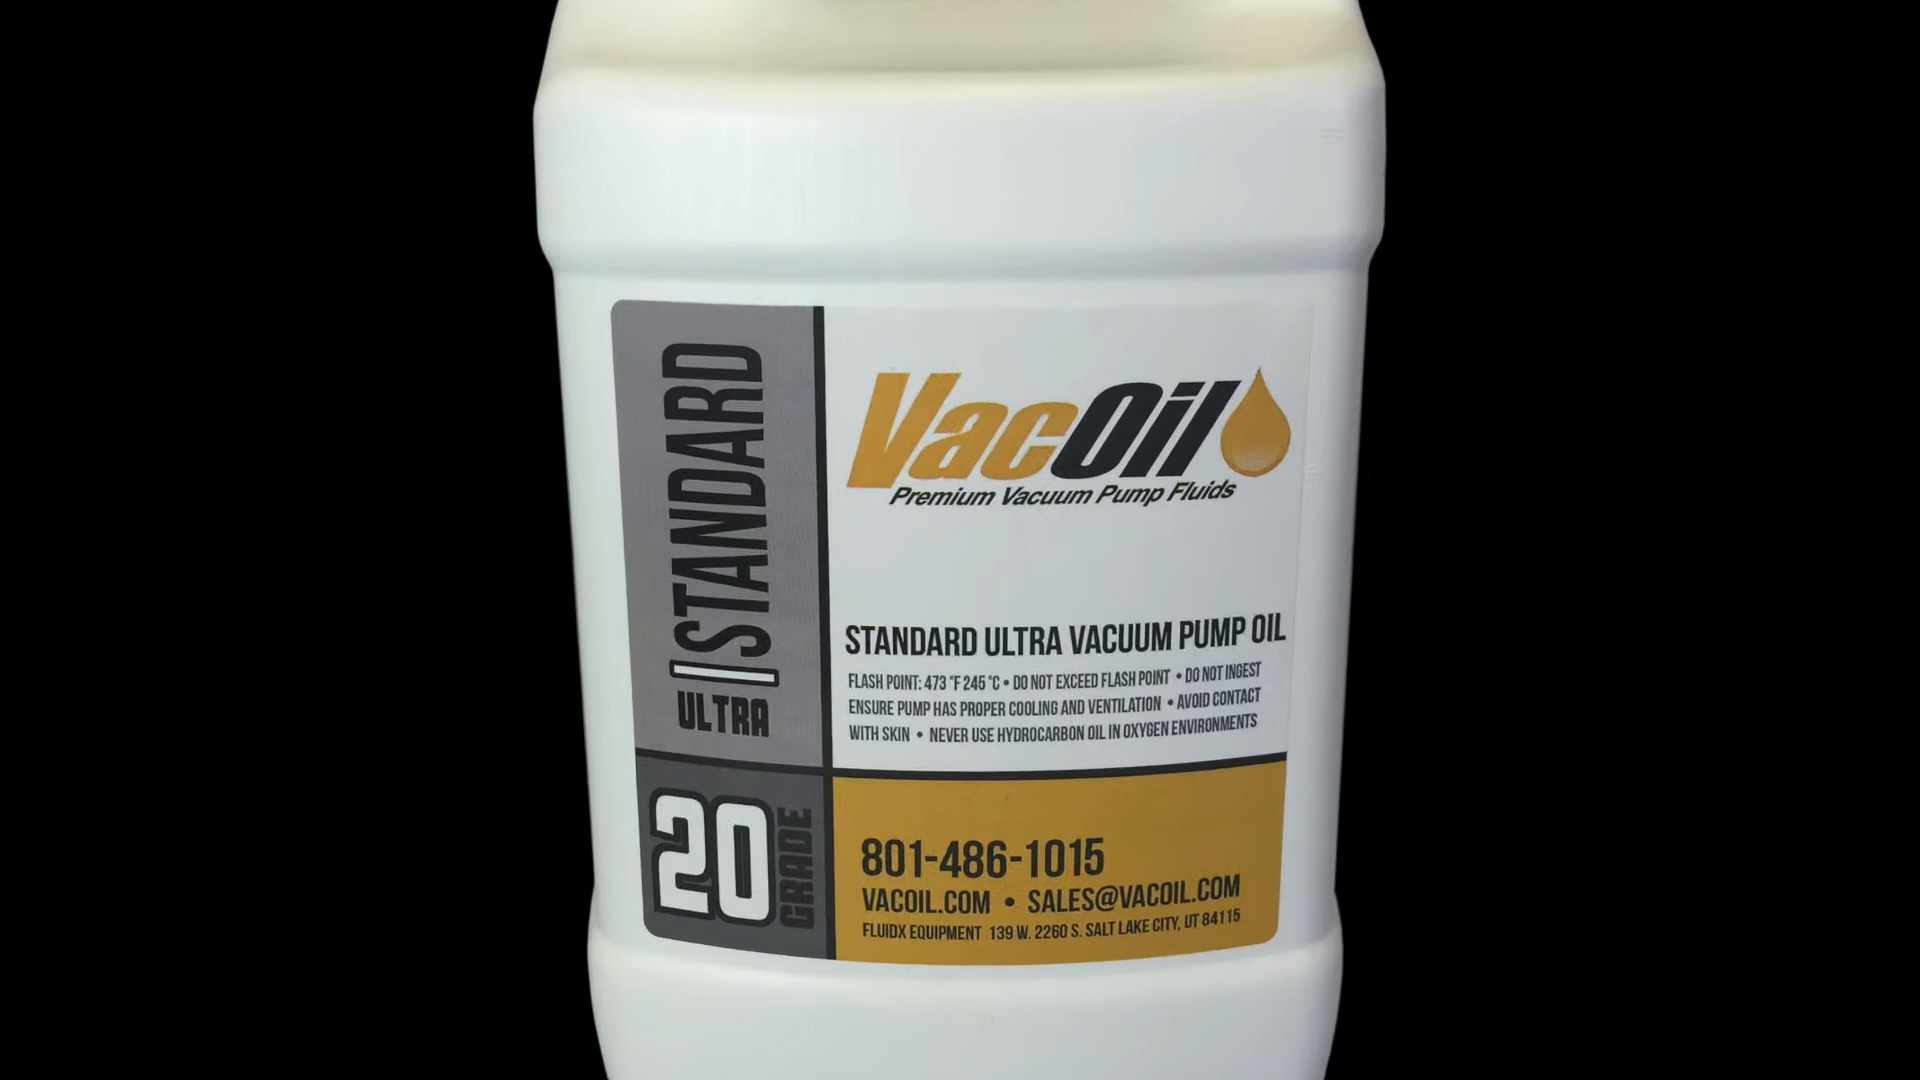 STANDARD
ULTRA
20
GRADE
VacOil
Premium Vacuum Pump Fluids
STANDARD ULTRA VACUUM PUMP OIL
FLASH POINT: 473 °F 245 °C • DO NOT EXCEED FLASH POINT • DO NOT INGEST
ENSURE PUMP HAS PROPER COOLING AND VENTILATION • AVOID CONTACT
WITH SKIN • NEVER USE HYDROCARBON OIL IN OXYGEN ENVIRONMENTS
801-486-1015
VACOIL.COM • SALES@VACOIL.COM
FLUIDX EQUIPMENT 139 W. 2260 S. SALT LAKE CITY, UT 84115